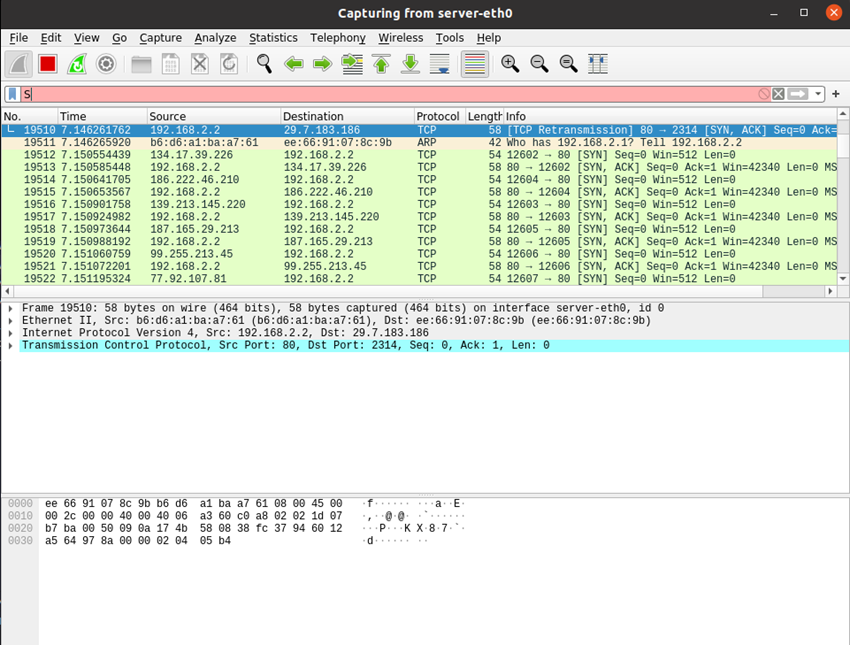 Capturing from server-eth0
File Edit View Go Capture Analyze Statistics Telephony Wireless Tools Help
S
No. Time Source Destination Protocol Length Info
19510 7.146261762 192.168.2.2 29.7.183.186 TCP 58 [TCP Retransmission] 80 → 2314 [SYN, ACK] Seq=0 Ack=
19511 7.146265920 b6:d6:a1:ba:a7:61 ee:66:91:07:8c:9b ARP 42 Who has 192.168.2.1? Tell 192.168.2.2
19512 7.150554439 134.17.39.226 192.168.2.2 TCP 54 12602 → 80 [SYN] Seq=0 Win=512 Len=0
19513 7.150585448 192.168.2.2 134.17.39.226 TCP 58 80 → 12602 [SYN, ACK] Seq=0 Ack=1 Win=42340 Len=0 MS
19514 7.150641705 186.222.46.210 192.168.2.2 TCP 54 12604 → 80 [SYN] Seq=0 Win=512 Len=0
19515 7.150653567 192.168.2.2 186.222.46.210 TCP 58 80 → 12604 [SYN, ACK] Seq=0 Ack=1 Win=42340 Len=0 MS
19516 7.150901758 139.213.145.220 192.168.2.2 TCP 54 12603 → 80 [SYN] Seq=0 Win=512 Len=0
19517 7.150924982 192.168.2.2 139.213.145.220 TCP 58 80 → 12603 [SYN, ACK] Seq=0 Ack=1 Win=42340 Len=0 MS
19518 7.150973644 187.165.29.213 192.168.2.2 TCP 54 12605 → 80 [SYN] Seq=0 Win=512 Len=0
19519 7.150988192 192.168.2.2 187.165.29.213 TCP 58 80 → 12605 [SYN, ACK] Seq=0 Ack=1 Win=42340 Len=0 MS
19520 7.151060759 99.255.213.45 192.168.2.2 TCP 54 12606 → 80 [SYN] Seq=0 Win=512 Len=0
19521 7.151072201 192.168.2.2 99.255.213.45 TCP 58 80 → 12606 [SYN, ACK] Seq=0 Ack=1 Win=42340 Len=0 MS
19522 7.151195324 77.92.107.81 192.168.2.2 TCP 54 12607 → 80 [SYN] Seq=0 Win=512 Len=0
Frame 19510: 58 bytes on wire (464 bits), 58 bytes captured (464 bits) on interface server-eth0, id 0
Ethernet II, Src: b6:d6:a1:ba:a7:61 (b6:d6:a1:ba:a7:61), Dst: ee:66:91:07:8c:9b (ee:66:91:07:8c:9b)
Internet Protocol Version 4, Src: 192.168.2.2, Dst: 29.7.183.186
Transmission Control Protocol, Src Port: 80, Dst Port: 2314, Seq: 0, Ack: 1, Len: 0
0000 ee 66 91 07 8c 9b b6 d6 a1 ba a7 61 08 00 45 00 ·f······ ···a··E·
0010 00 2c 00 00 40 00 40 06 a3 60 c0 a8 02 02 1d 07 ·,··@·@· ·`······
0020 b7 ba 00 50 09 0a 17 4b 58 08 38 fc 37 94 60 12 ···P···K X·8·7·`·
0030 a5 64 97 8a 00 00 02 04 05 b4 ·d······ ··